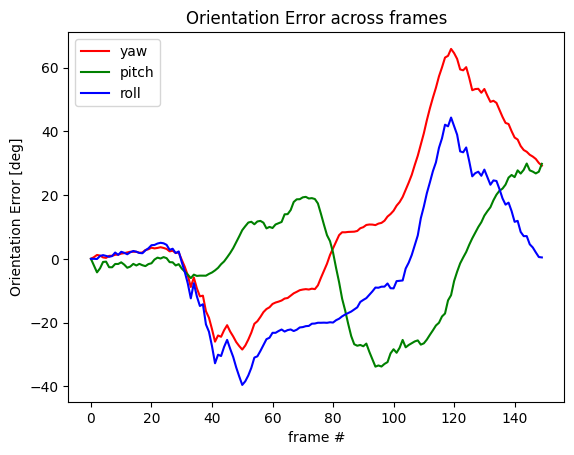 Orientation Error across frames
yaw
pitch
roll
Orientation Error [deg]
60
40
20
0
−20
−40
0
20
40
60
80
100
120
140
frame #